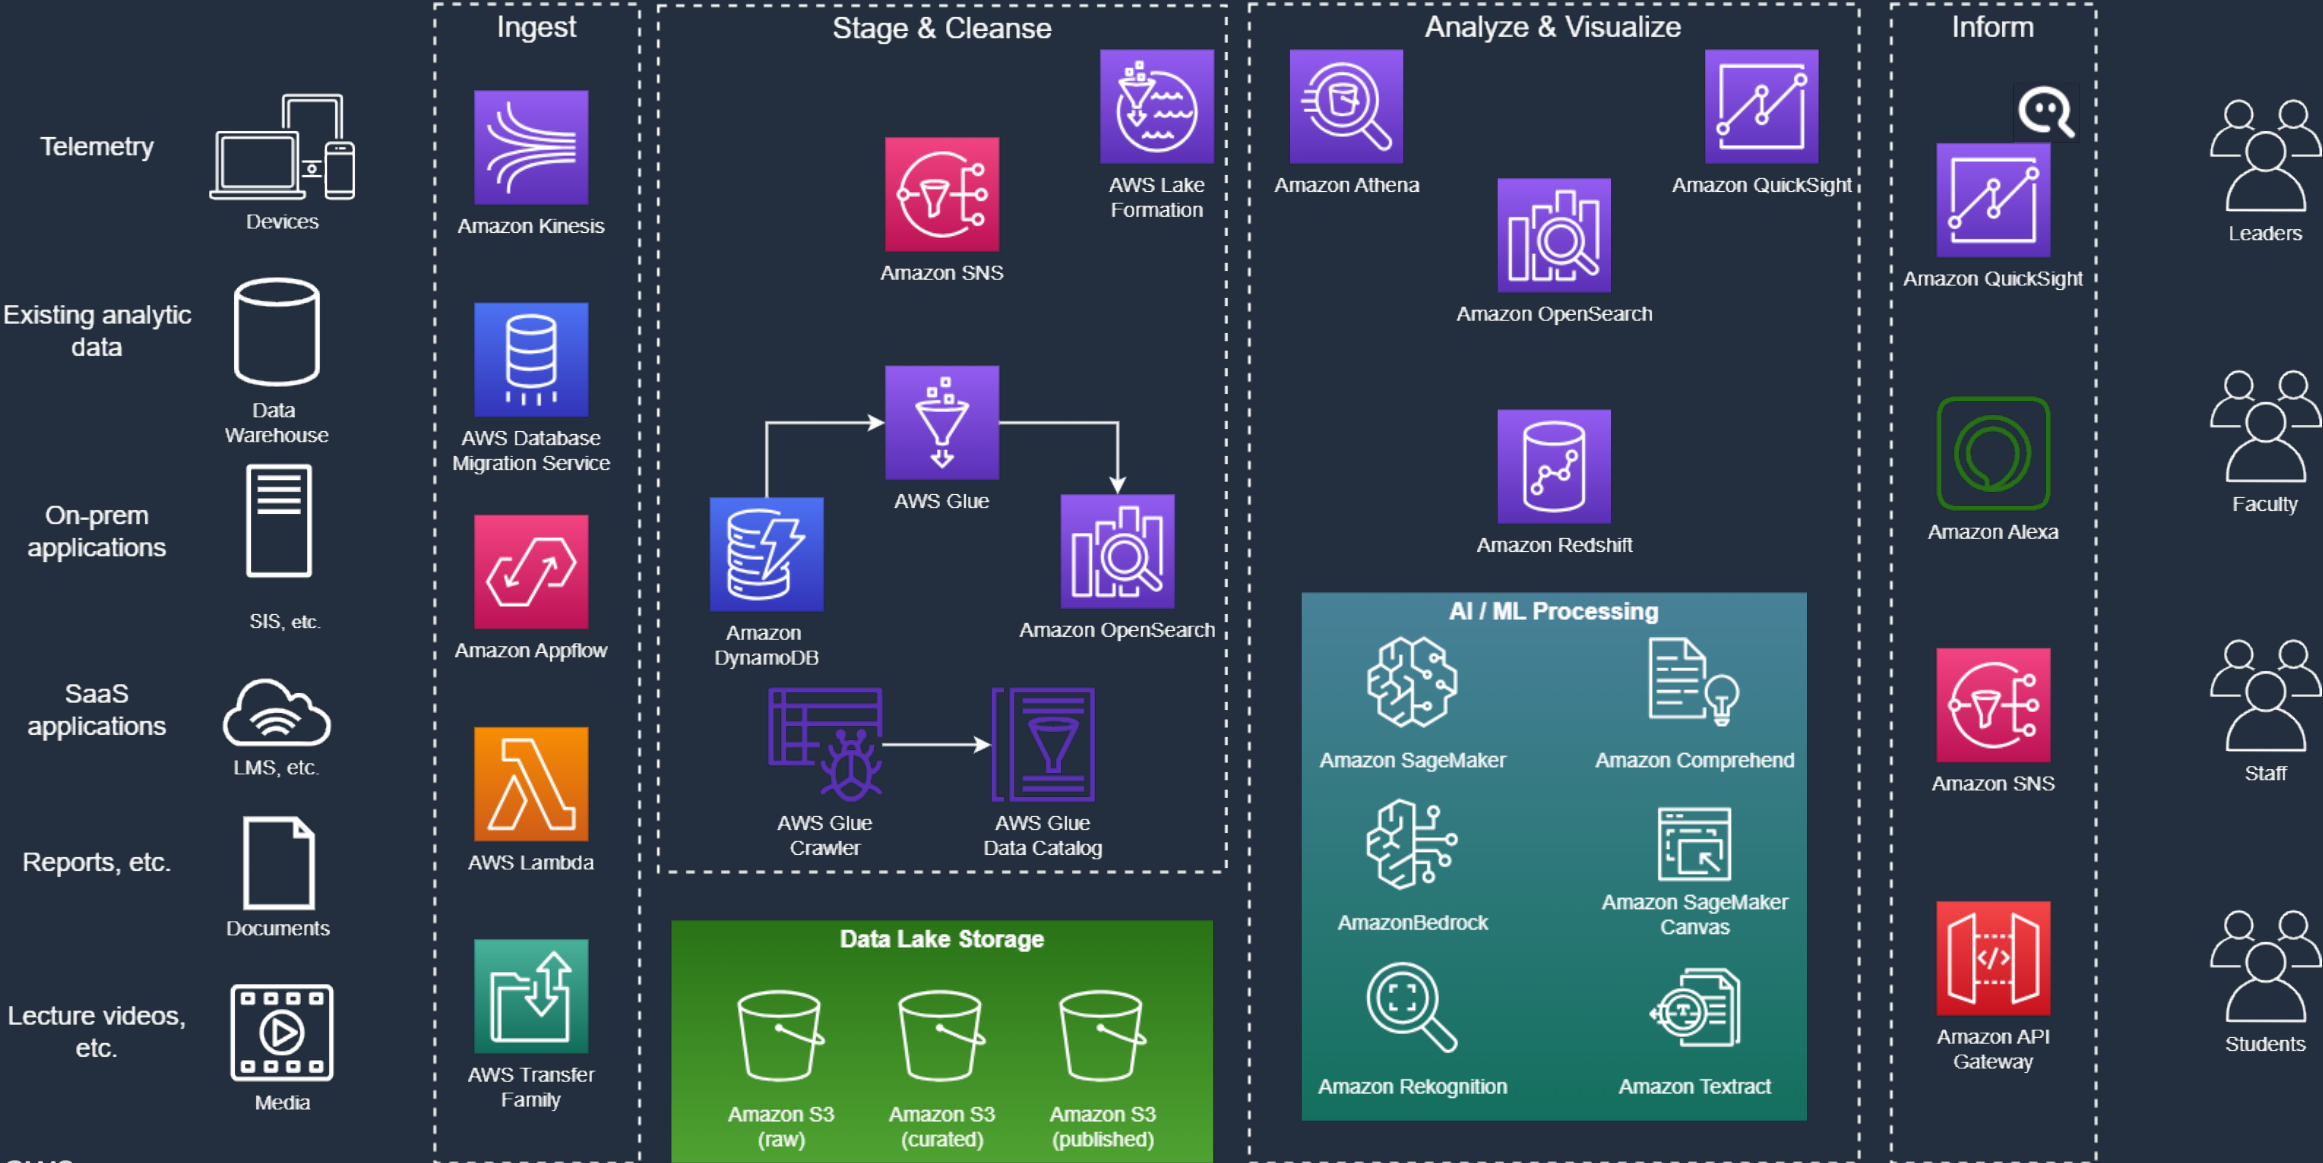 Telemetry
Devices
Existing analytic
data
Data
Warehouse
On-prem
applications
SIS, etc.
SaaS
applications
LMS, etc.
Reports, etc.
Documents
Lecture videos,
etc.
Media
Ingest
Amazon Kinesis
AWS Database
Migration Service
Amazon Appflow
AWS Lambda
AWS Transfer
Family
Stage & Cleanse
AWS Lake
Formation
Amazon SNS
AWS Glue
Amazon
DynamoDB
Amazon OpenSearch
AWS Glue
Crawler
AWS Glue
Data Catalog
Data Lake Storage
Amazon S3
(raw)
Amazon S3
(curated)
Amazon S3
(published)
Analyze & Visualize
Amazon Athena
Amazon QuickSight
Amazon OpenSearch
Amazon Redshift
AI / ML Processing
Amazon SageMaker
Amazon Comprehend
AmazonBedrock
Amazon SageMaker
Canvas
Amazon Rekognition
Amazon Textract
Inform
Amazon QuickSight
Amazon Alexa
Amazon SNS
</>
Amazon API
Gateway
Leaders
Faculty
Staff
Students